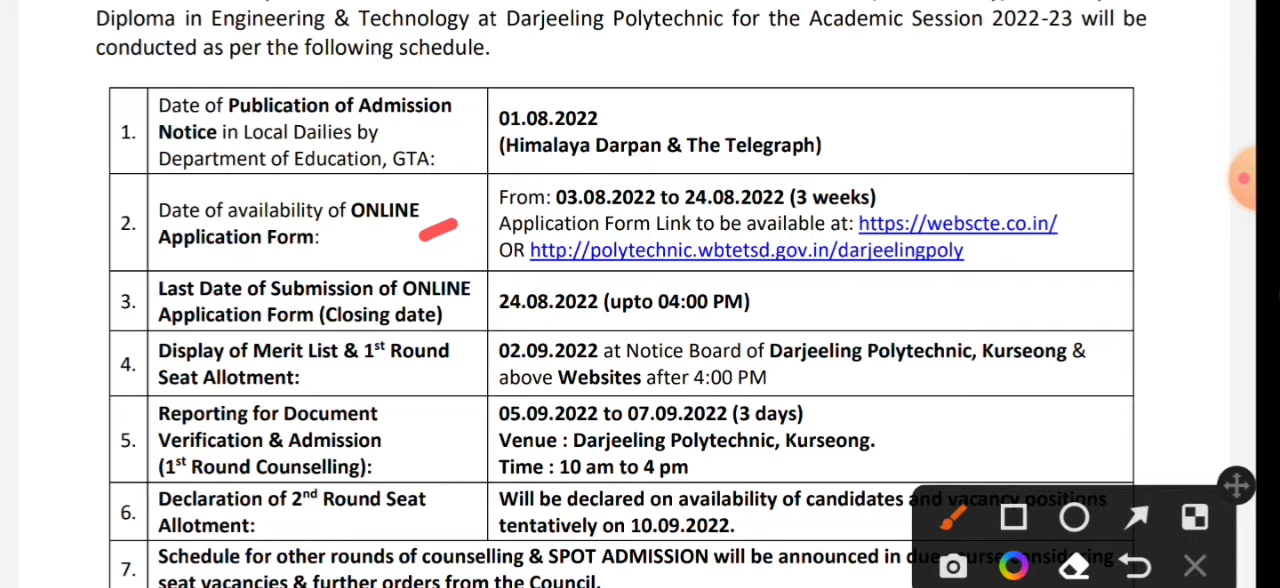 Diploma in Engineering & Technology at Darjeeling Polytechnic for the Academic Session 2022-23 will be
conducted as per the following schedule.
1.
Date of Publication of Admission
Notice in Local Dailies by
Department of Education, GTA:
01.08.2022
(Himalaya Darpan & The Telegraph)
2.
Date of availability of ONLINE
Application Form:
From: 03.08.2022 to 24.08.2022 (3 weeks)
Application Form Link to be available at: https://webscte.co.in/
OR http://polytechnic.wbtetsd.gov.in/darjeelingpoly
3.
Last Date of Submission of ONLINE
Application Form (Closing date)
24.08.2022 (upto 04:00 PM)
4.
Display of Merit List & 1st Round
Seat Allotment:
02.09.2022 at Notice Board of Darjeeling Polytechnic, Kurseong &
above Websites after 4:00 PM
5.
Reporting for Document
Verification & Admission
(1st Round Counselling):
05.09.2022 to 07.09.2022 (3 days)
Venue : Darjeeling Polytechnic, Kurseong.
Time : 10 am to 4 pm
6.
Declaration of 2nd Round Seat
Allotment:
Will be declared on availability of candidates and vacancy positions
tentatively on 10.09.2022.
7.
Schedule for other rounds of counselling & SPOT ADMISSION will be announced in due
seat vacancies & further orders from the Council.